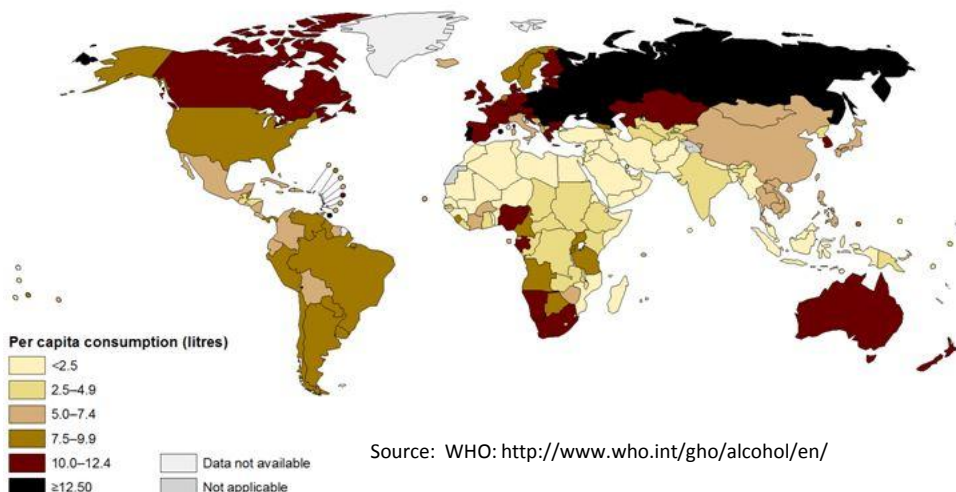 Per capita consumption (litres)
<2.5
2.5–4.9
5.0–7.4
7.5–9.9
10.0–12.4
≥12.50
Data not available
Not applicable
Source:  WHO: http://www.who.int/gho/alcohol/en/